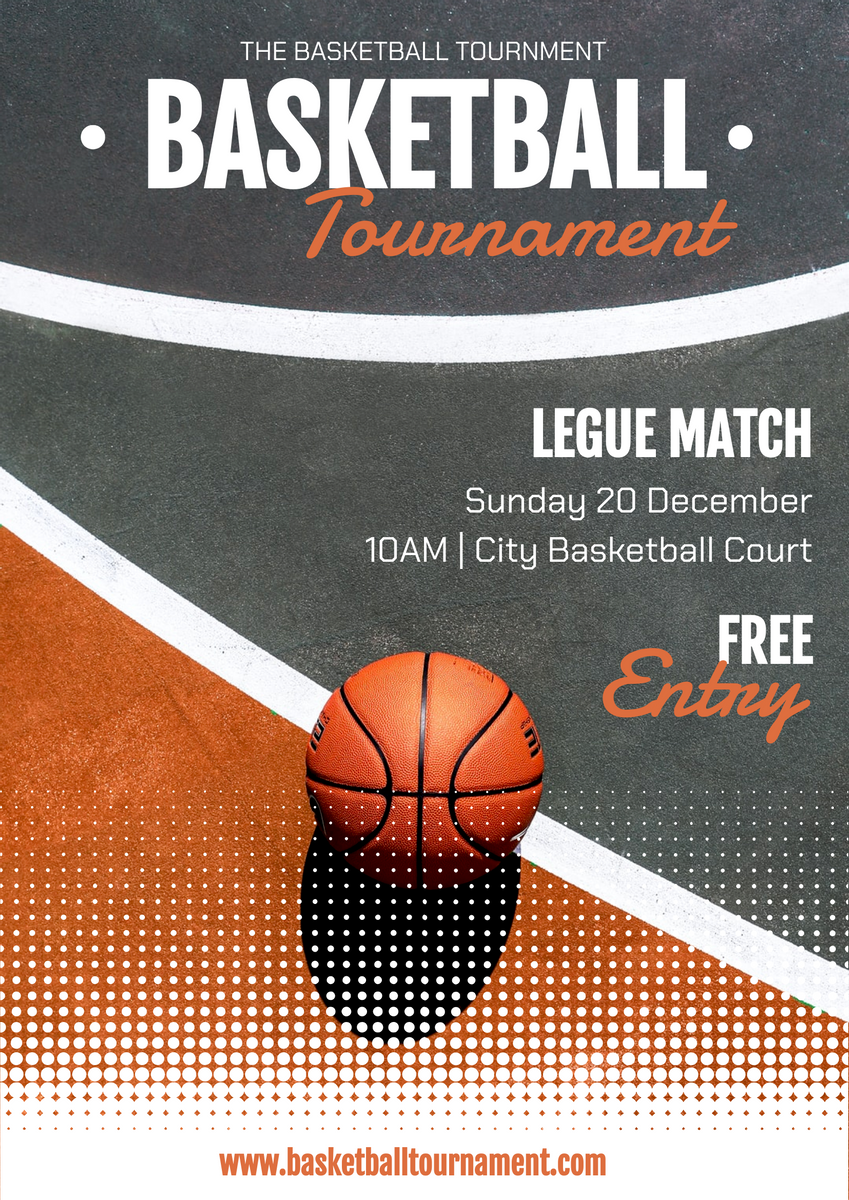 THE BASKETBALL TOURNMENT
• BASKETBALL •
Tournament
LEGUE MATCH
Sunday 20 December
10AM | City Basketball Court
FREE
Entry
www.basketballtournament.com